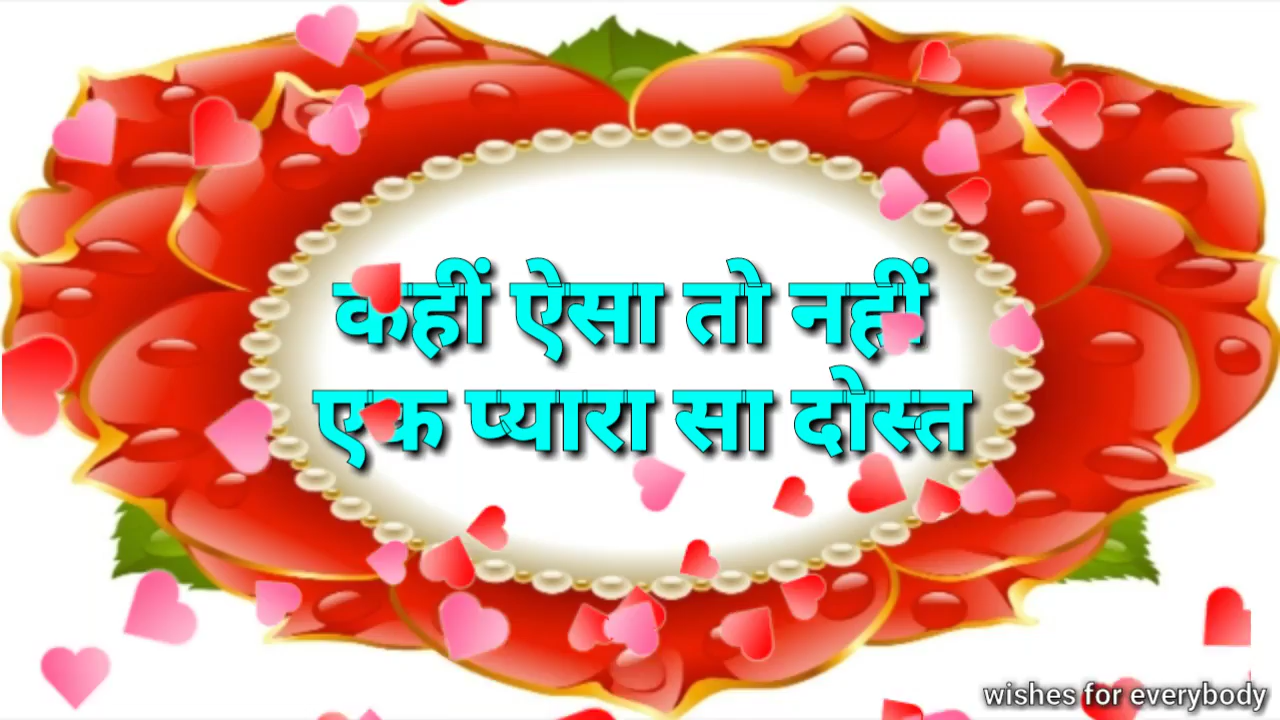 कहीं ऐसा तो नहीं
एक प्यारा सा दोस्त
wishes for everybody